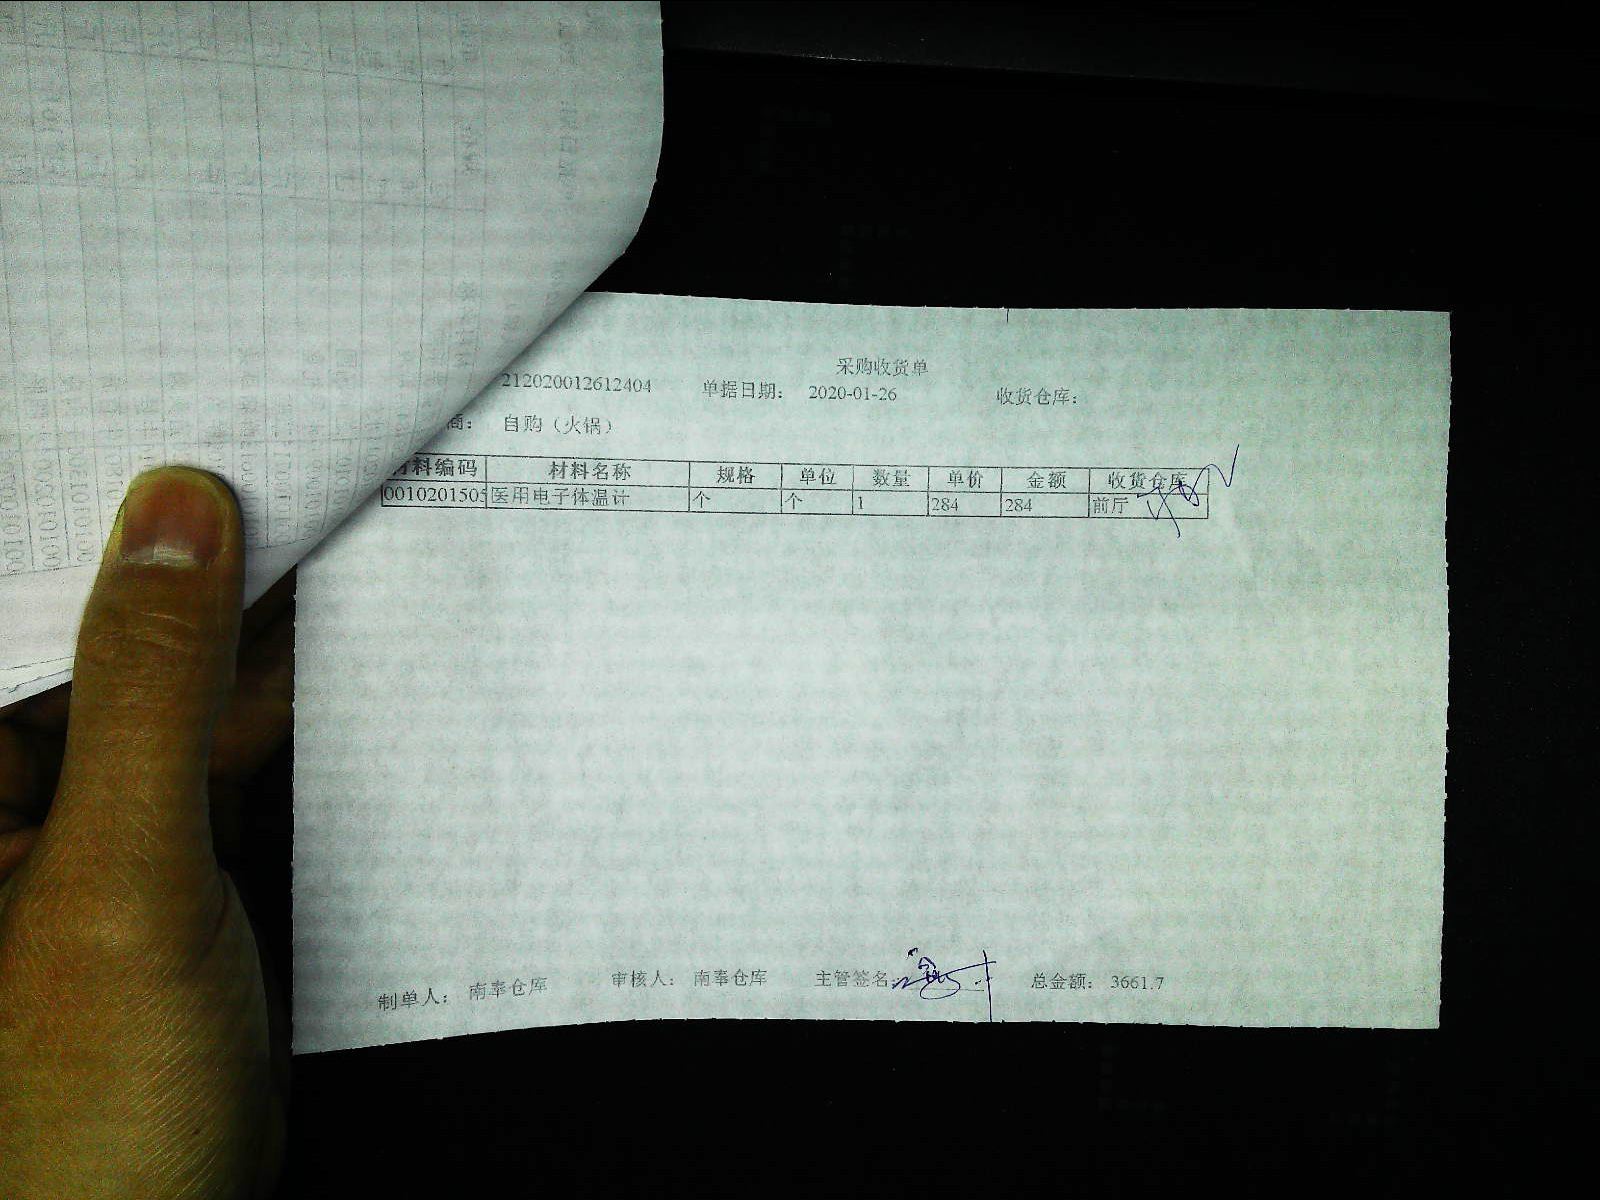 采购收货单
212020012612404 单据日期: 2020-01-26 收货仓库:
商: 自购（火锅）
材料编码 材料名称 规格 单位 数量 单价 金额 收货仓库
0010201505 医用电子体温计 个 个 1 284 284 前厅
制单人: 南奉仓库 审核人: 南奉仓库 主管签名: 总金额: 3661.7